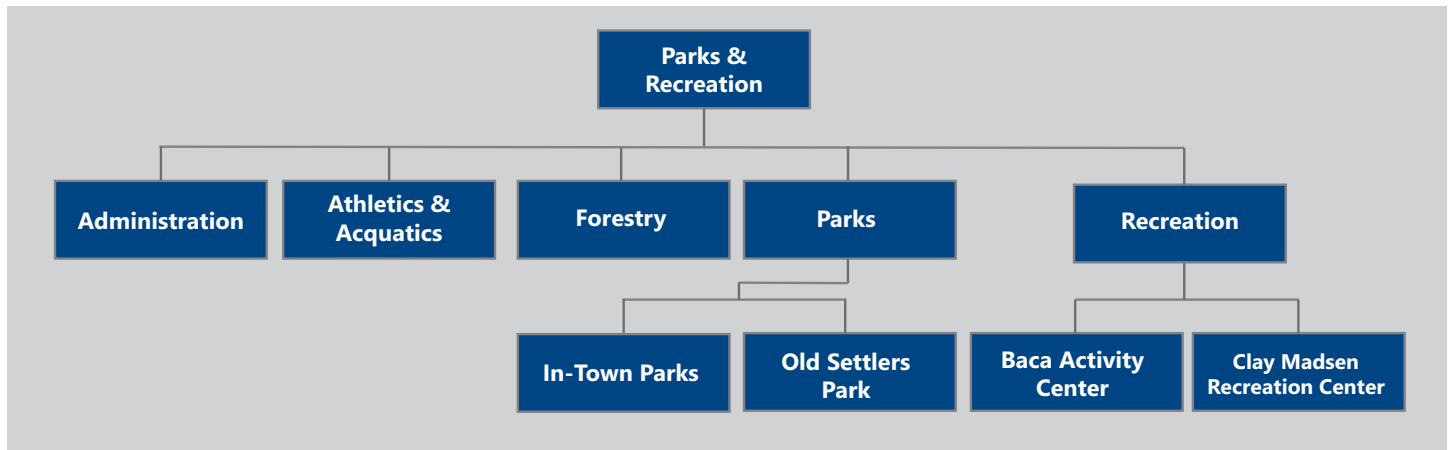 Parks &
Recreation
Administration
Athletics &
Acquatics
Forestry
Parks
Recreation
In-Town Parks
Old Settlers
Park
Baca Activity
Center
Clay Madsen
Recreation Center